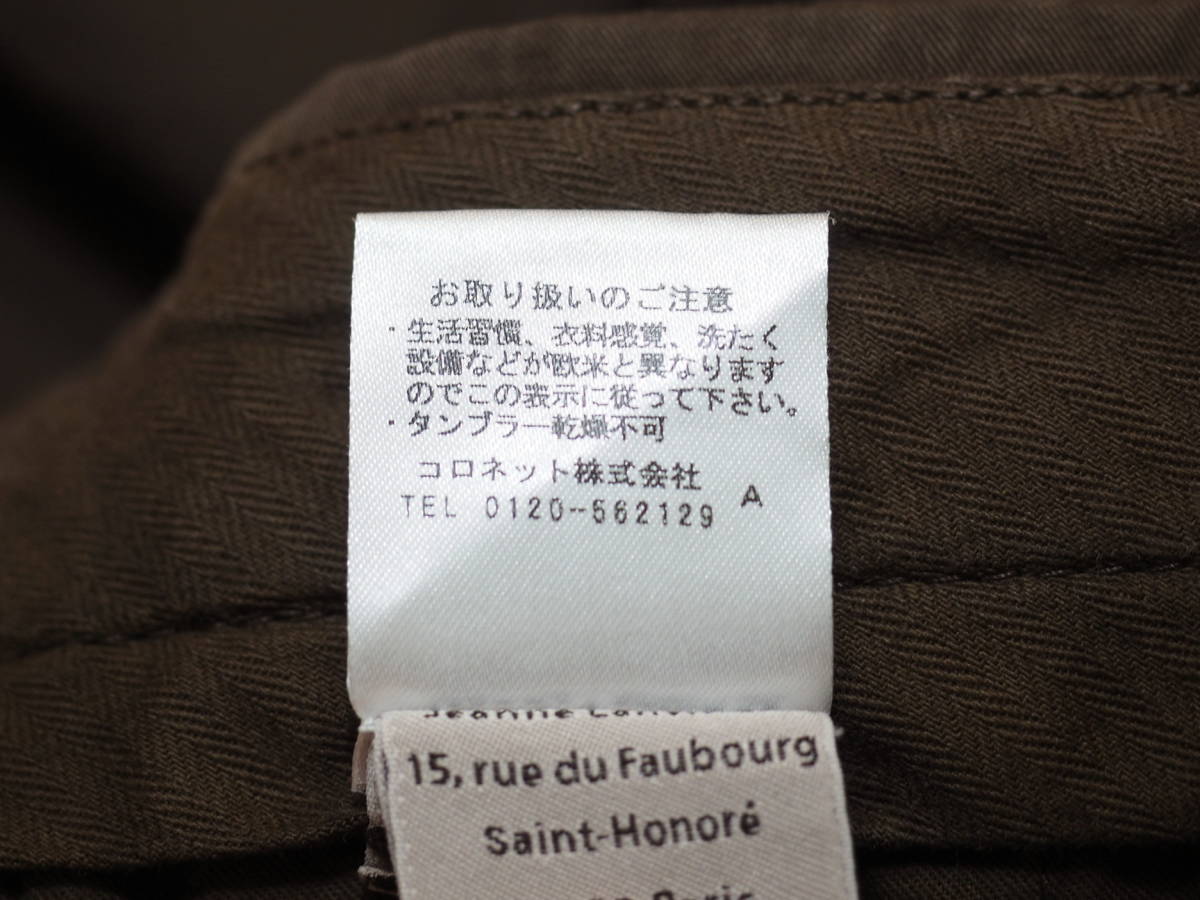 お取り扱いのご注意
・生活習慣、衣料感覚、洗たく
設備などが欧米と異なります
のでこの表示に従って下さい。
・タンブラー乾燥不可
コロネット株式会社
TEL 0120-562129 A
Jeanne Lanvin
15, rue du Faubourg
Saint-Honoré
Paris